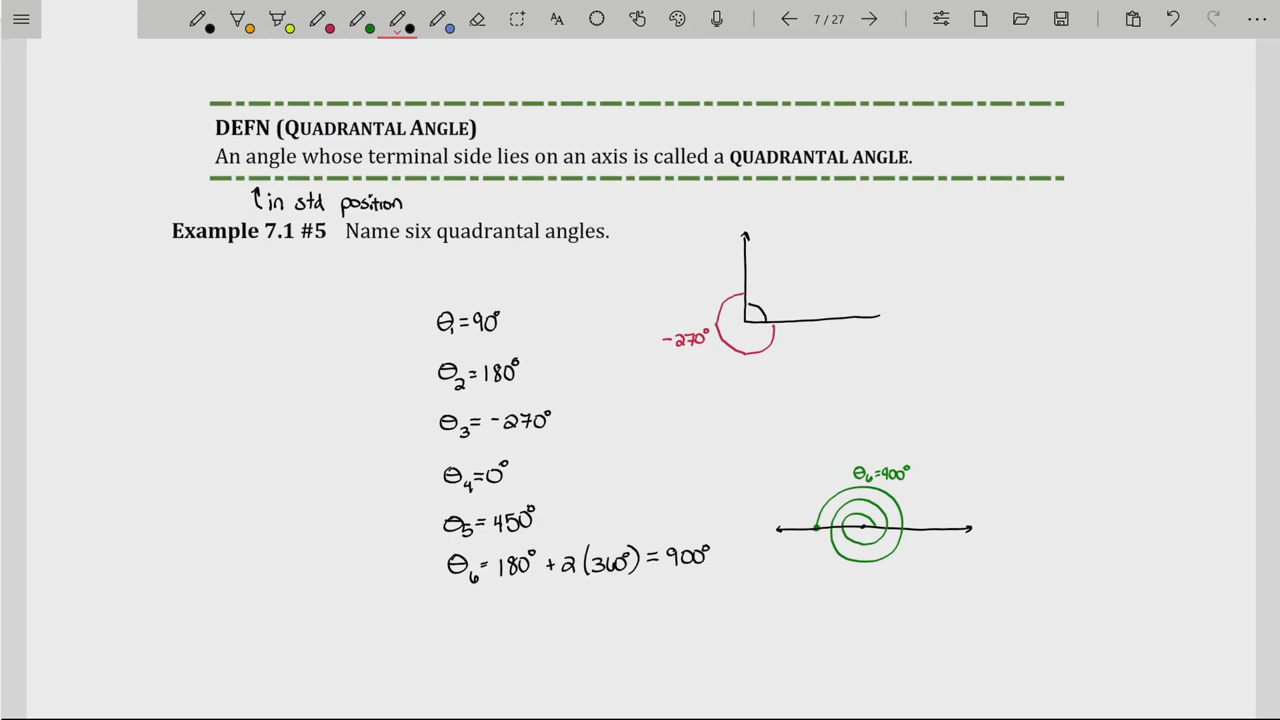 7 / 27
DEFN (QUADRANTAL ANGLE)
An angle whose terminal side lies on an axis is called a QUADRANTAL ANGLE.
in std position
Example 7.1 #5 Name six quadrantal angles.
θ₁ = 90°
-270°
θ₂ = 180°
θ₃ = -270°
θ₄ = 0°
θ₆ = 900°
θ₅ = 450°
θ₆ = 180° + 2(360°) = 900°